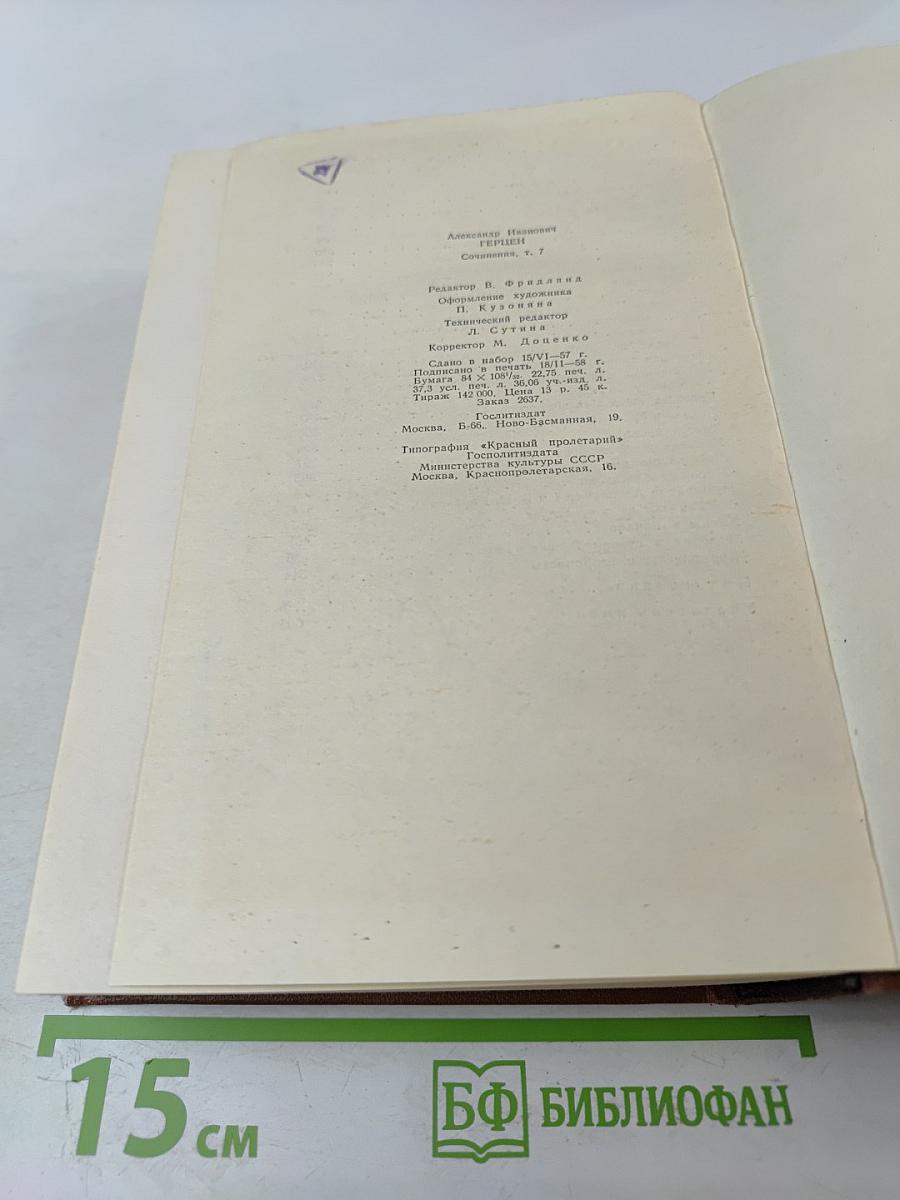 Александр Иванович
ГЕРЦЕН
Сочинения, т. 7
Редактор В. Фридлянд
Оформление художника
П. Кузоняна
Технический редактор
Л. Сутина
Корректор М. Доценко
Сдано в набор 15/VI—57 г.
Подписано в печать 18/II—58 г.
Бумага 84 × 108¹/₃₂. 22,75 печ. л.
37,3 усл. печ. л. 36,06 уч.-изд. л.
Тираж 142 000. Цена 13 р. 45 к.
Заказ 2637.
Гослитиздат
Москва, Б-66, Ново-Басманная, 19.
Типография «Красный пролетарий»
Госполитиздата
Министерства культуры СССР
Москва, Краснопролетарская, 16.
15 см
БФ БИБЛИОФАН